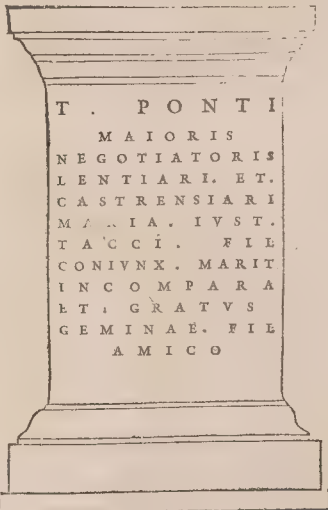 T . PONTI
MAIORIS
NEGOTIATORIS
LENTIARI. ET.
CASTRENSIARI
IVST.
TACCI. FIL
CONIVNX. MARIT
INCOMPARA
ET. GRATVS
GEMINAE. FIL
AMICO